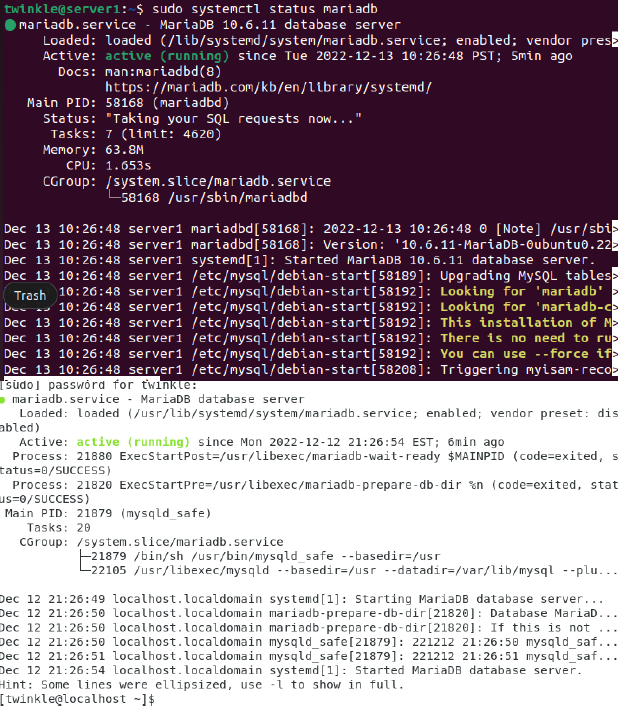 twinkle@server1:~$ sudo systemctl status mariadb
● mariadb.service - MariaDB 10.6.11 database server
Loaded: loaded (/lib/systemd/system/mariadb.service; enabled; vendor pres>
Active: active (running) since Tue 2022-12-13 10:26:48 PST; 5min ago
Docs: man:mariadbd(8)
https://mariadb.com/kb/en/library/systemd/
Main PID: 58168 (mariadbd)
Status: "Taking your SQL requests now..."
Tasks: 7 (limit: 4620)
Memory: 63.8M
CPU: 1.653s
CGroup: /system.slice/mariadb.service
└─58168 /usr/sbin/mariadbd
Dec 13 10:26:48 server1 mariadbd[58168]: 2022-12-13 10:26:48 0 [Note] /usr/sbi>
Dec 13 10:26:48 server1 mariadbd[58168]: Version: '10.6.11-MariaDB-0ubuntu0.22>
Dec 13 10:26:48 server1 systemd[1]: Started MariaDB 10.6.11 database server.
Dec 13 10:26:48 server1 /etc/mysql/debian-start[58189]: Upgrading MySQL tables>
10:26:48 server1 /etc/mysql/debian-start[58192]: Looking for 'mariadb' >
Trash
10:26:48 server1 /etc/mysql/debian-start[58192]: Looking for 'mariadb-c>
Dec 13 10:26:48 server1 /etc/mysql/debian-start[58192]: This installation of M>
Dec 13 10:26:48 server1 /etc/mysql/debian-start[58192]: There is no need to ru>
Dec 13 10:26:48 server1 /etc/mysql/debian-start[58192]: You can use --force if>
Dec 13 10:26:48 server1 /etc/mysql/debian-start[58208]: Triggering myisam-reco>
[sudo] password for twinkle:
● mariadb.service - MariaDB database server
Loaded: loaded (/usr/lib/systemd/system/mariadb.service; enabled; vendor preset: dis
abled)
Active: active (running) since Mon 2022-12-12 21:26:54 EST; 6min ago
Process: 21880 ExecStartPost=/usr/libexec/mariadb-wait-ready $MAINPID (code=exited, s
tatus=0/SUCCESS)
Process: 21820 ExecStartPre=/usr/libexec/mariadb-prepare-db-dir %n (code=exited, stat
us=0/SUCCESS)
Main PID: 21879 (mysqld_safe)
Tasks: 20
CGroup: /system.slice/mariadb.service
├─21879 /bin/sh /usr/bin/mysqld_safe --basedir=/usr
└─22105 /usr/libexec/mysqld --basedir=/usr --datadir=/var/lib/mysql --plu...
Dec 12 21:26:49 localhost.localdomain systemd[1]: Starting MariaDB database server...
Dec 12 21:26:50 localhost.localdomain mariadb-prepare-db-dir[21820]: Database MariaD...
Dec 12 21:26:50 localhost.localdomain mariadb-prepare-db-dir[21820]: If this is not ...
Dec 12 21:26:50 localhost.localdomain mysqld_safe[21879]: 221212 21:26:50 mysqld_saf...
Dec 12 21:26:51 localhost.localdomain mysqld_safe[21879]: 221212 21:26:51 mysqld_saf...
Dec 12 21:26:54 localhost.localdomain systemd[1]: Started MariaDB database server.
Hint: Some lines were ellipsized, use -l to show in full.
[twinkle@localhost ~]$